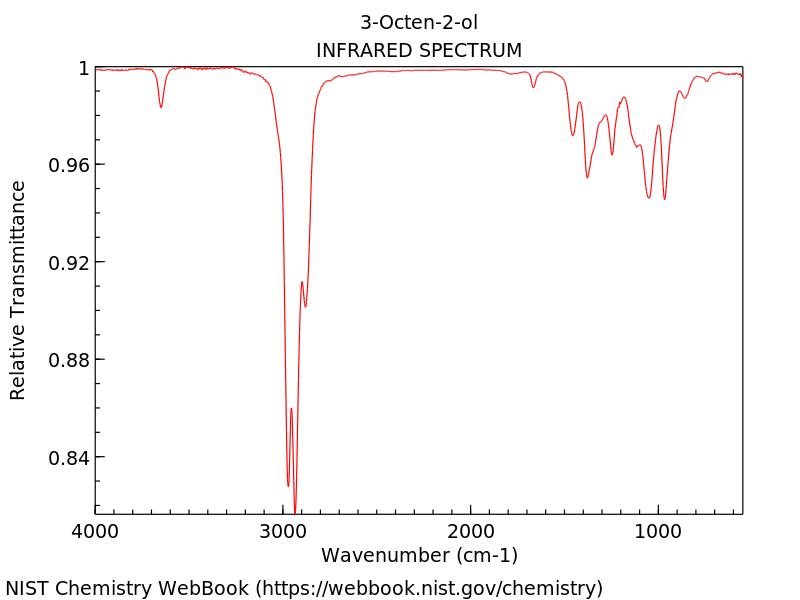 3-Octen-2-ol
INFRARED SPECTRUM
1
0.96
0.92
0.88
0.84
Relative Transmittance
4000 3000 2000 1000
Wavenumber (cm-1)
NIST Chemistry WebBook (https://webbook.nist.gov/chemistry)